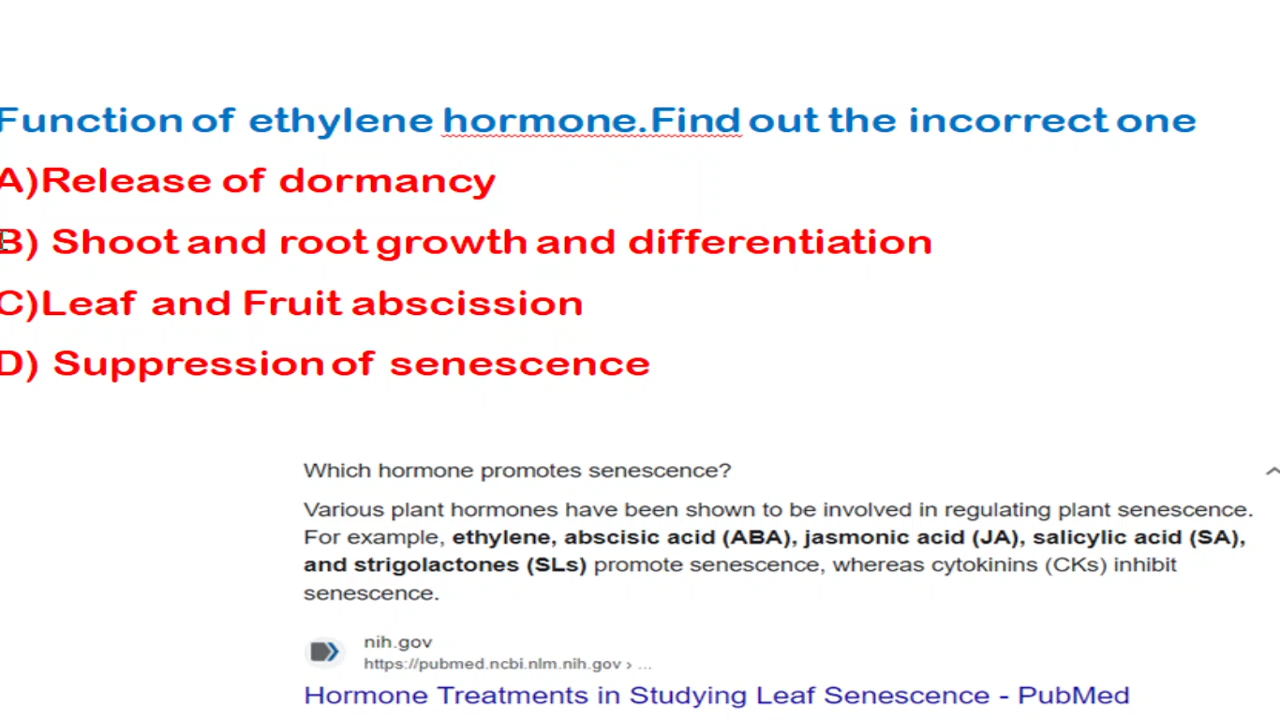 Function of ethylene hormone.Find out the incorrect one
A)Release of dormancy
B) Shoot and root growth and differentiation
C)Leaf and Fruit abscission
D) Suppression of senescence
Which hormone promotes senescence?
Various plant hormones have been shown to be involved in regulating plant senescence.
For example, ethylene, abscisic acid (ABA), jasmonic acid (JA), salicylic acid (SA),
and strigolactones (SLs) promote senescence, whereas cytokinins (CKs) inhibit
senescence.
nih.gov
https://pubmed.ncbi.nlm.nih.gov › ...
Hormone Treatments in Studying Leaf Senescence - PubMed